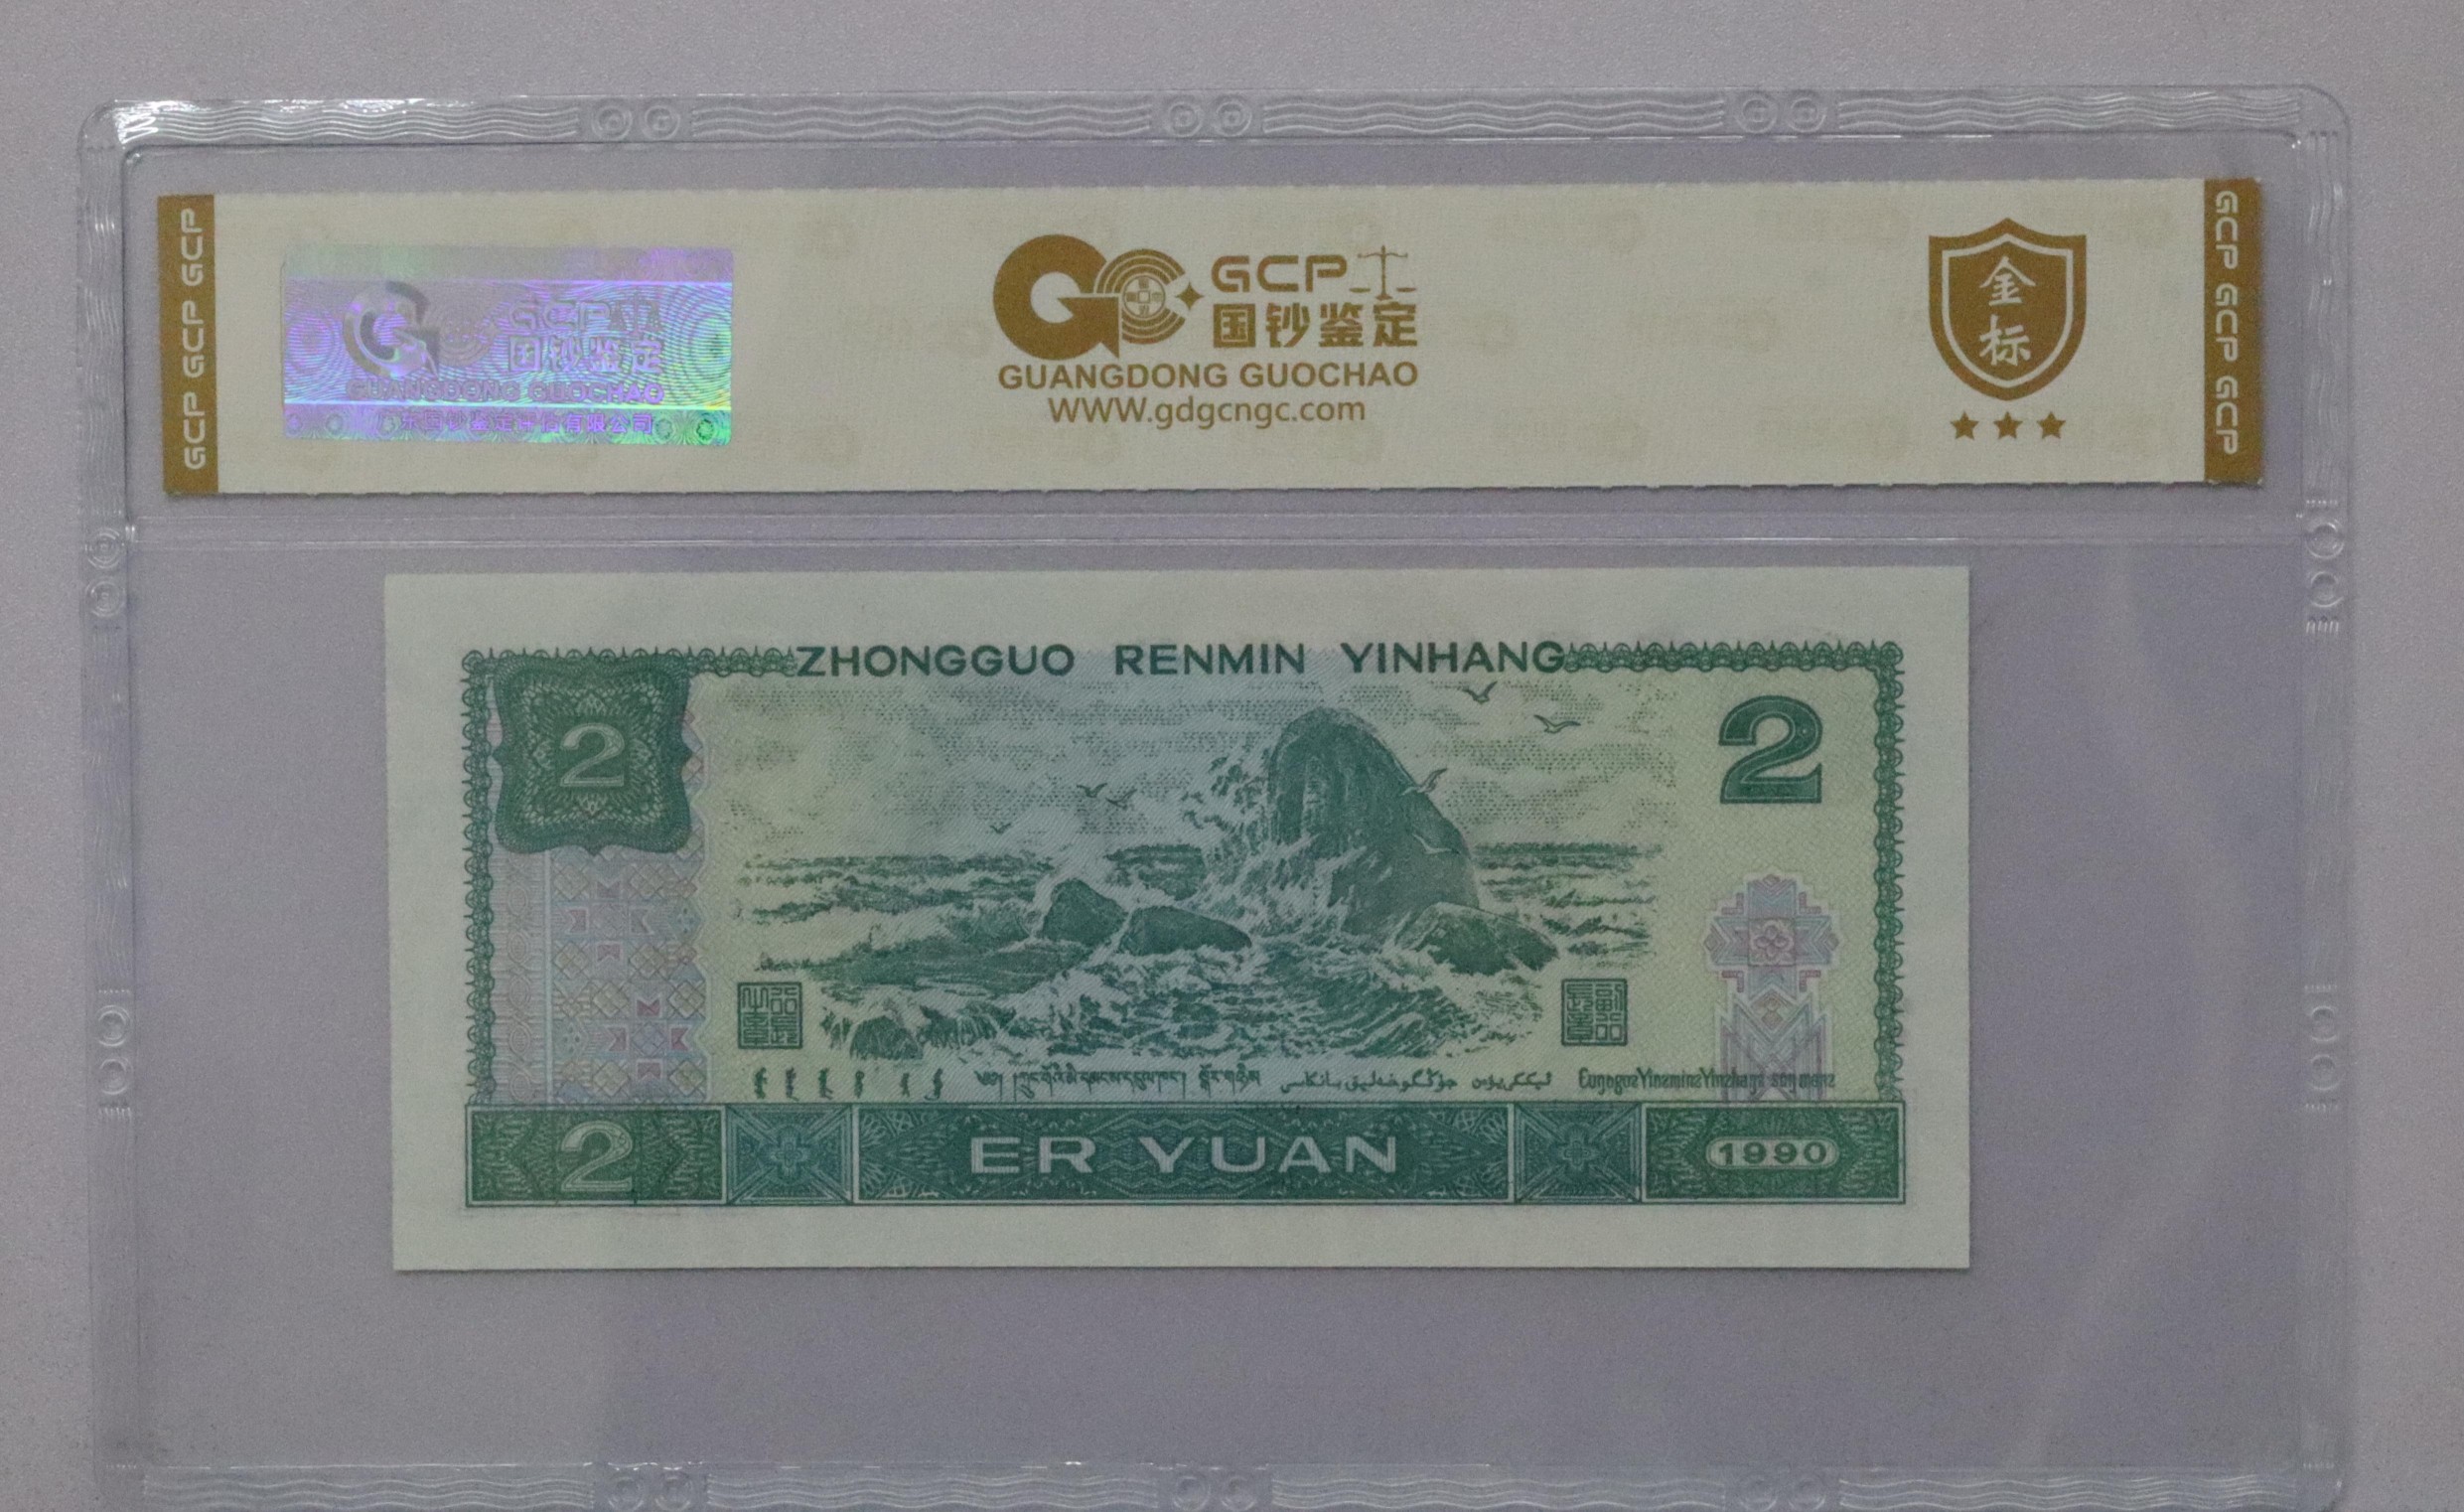 GCP GCP GCP
GCP
国钞鉴定
GUANGDONG GUOCHAO
东国钞鉴定评估有限公司
GCP
国钞鉴定
GUANGDONG GUOCHAO
WWW.gdgcngc.com
金
标
GCP GCP GCP
ZHONGGUO RENMIN YINHANG
2
2
2
ER YUAN
1990